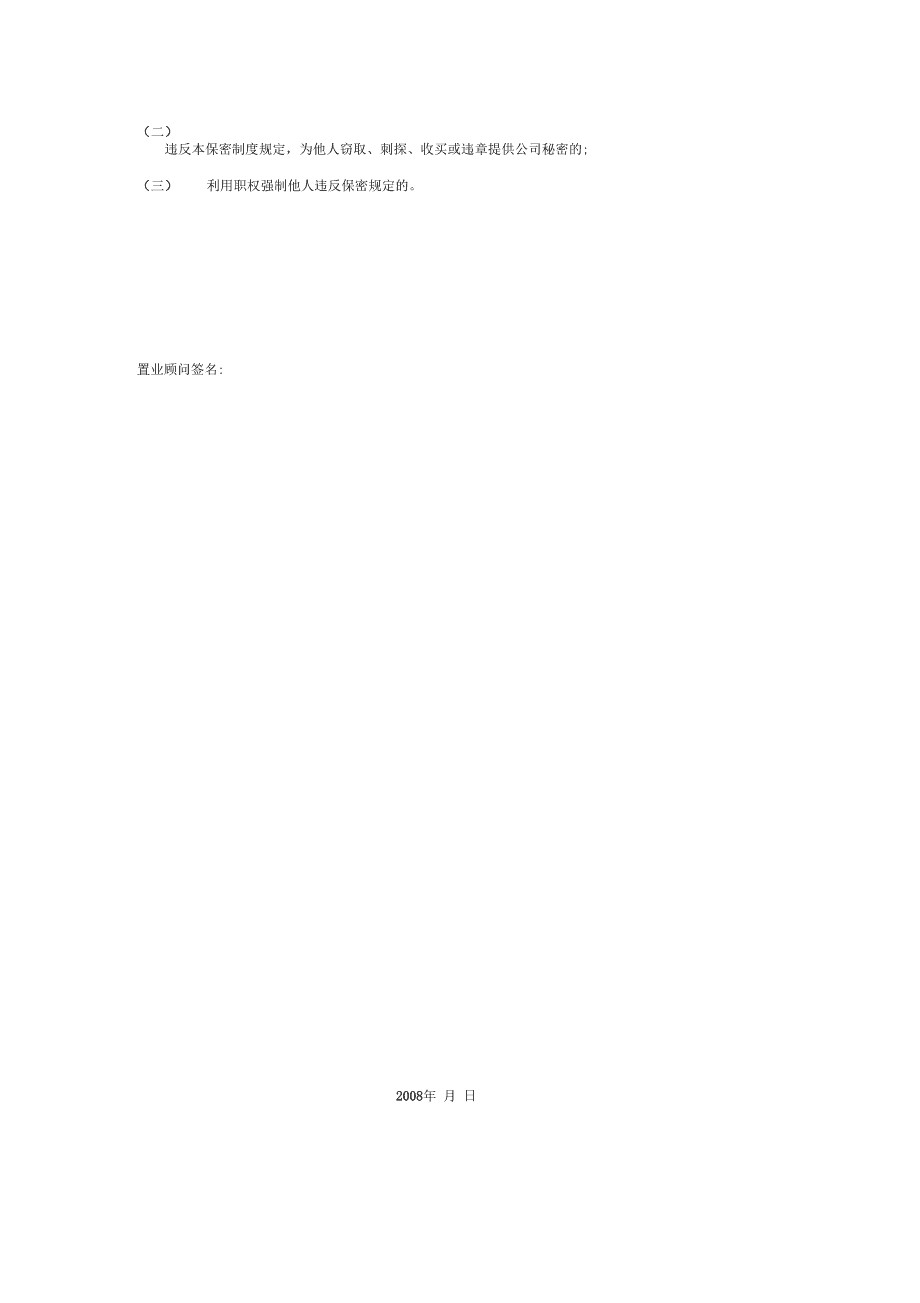 （二）
违反本保密制度规定，为他人窃取、刺探、收买或违章提供公司秘密的;
（三） 利用职权强制他人违反保密规定的。
置业顾问签名:
2008年 月 日